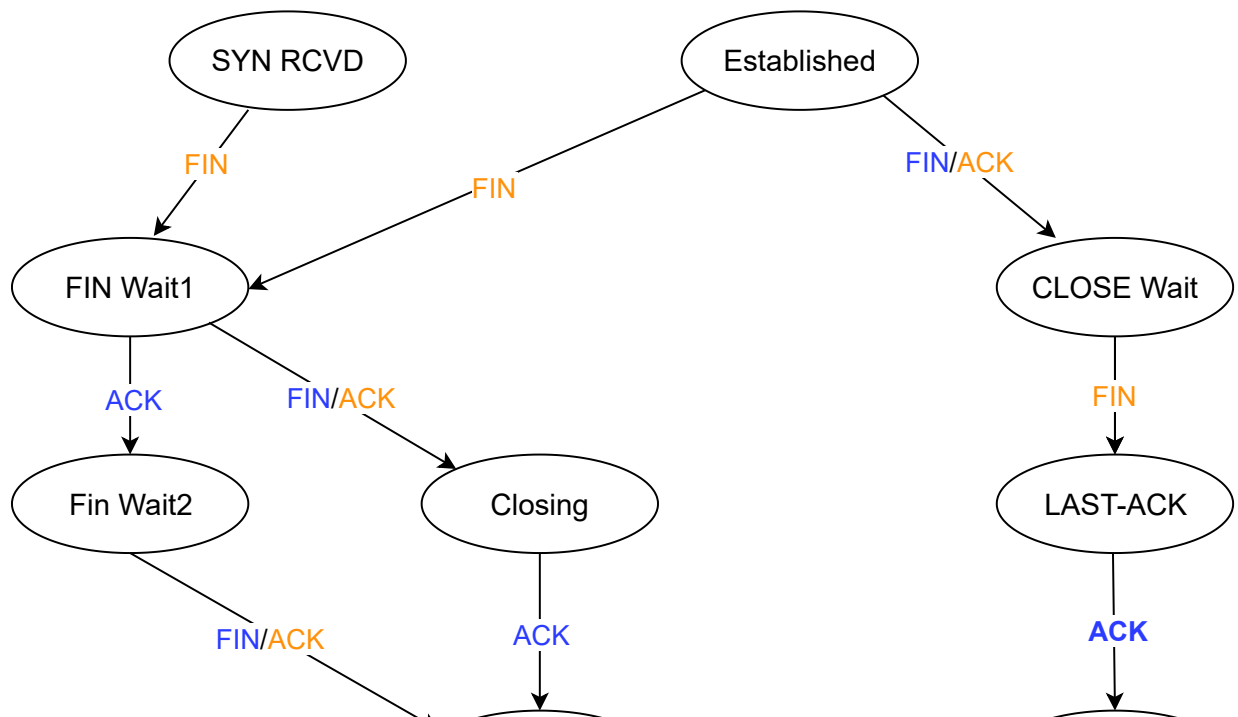 SYN RCVD
Established
FIN
FIN
FIN/ACK
FIN Wait1
CLOSE Wait
ACK
FIN/ACK
FIN
Fin Wait2
Closing
LAST-ACK
FIN/ACK
ACK
ACK